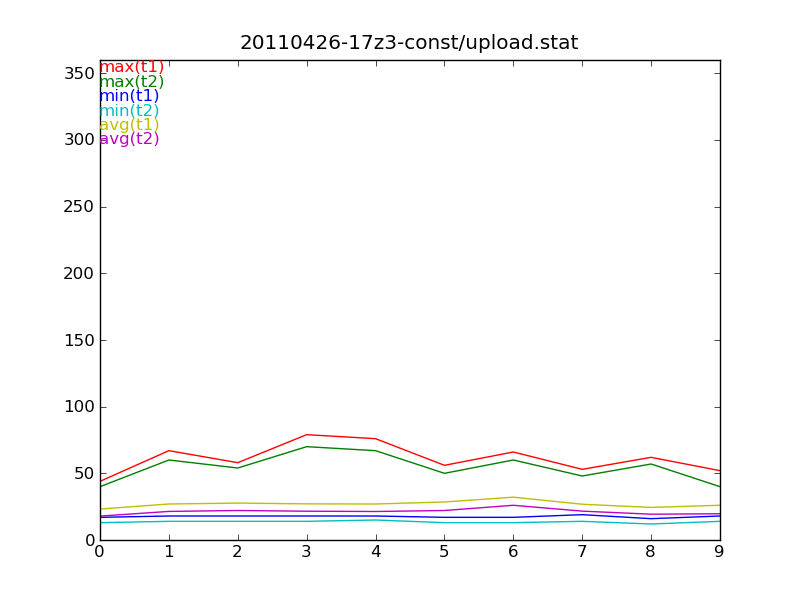 20110426-17z3-const/upload.stat
350
max(t1)
max(t2)
min(t1)
min(t2)
avg(t1)
avg(t2)
300
250
200
150
100
50
0
0 1 2 3 4 5 6 7 8 9